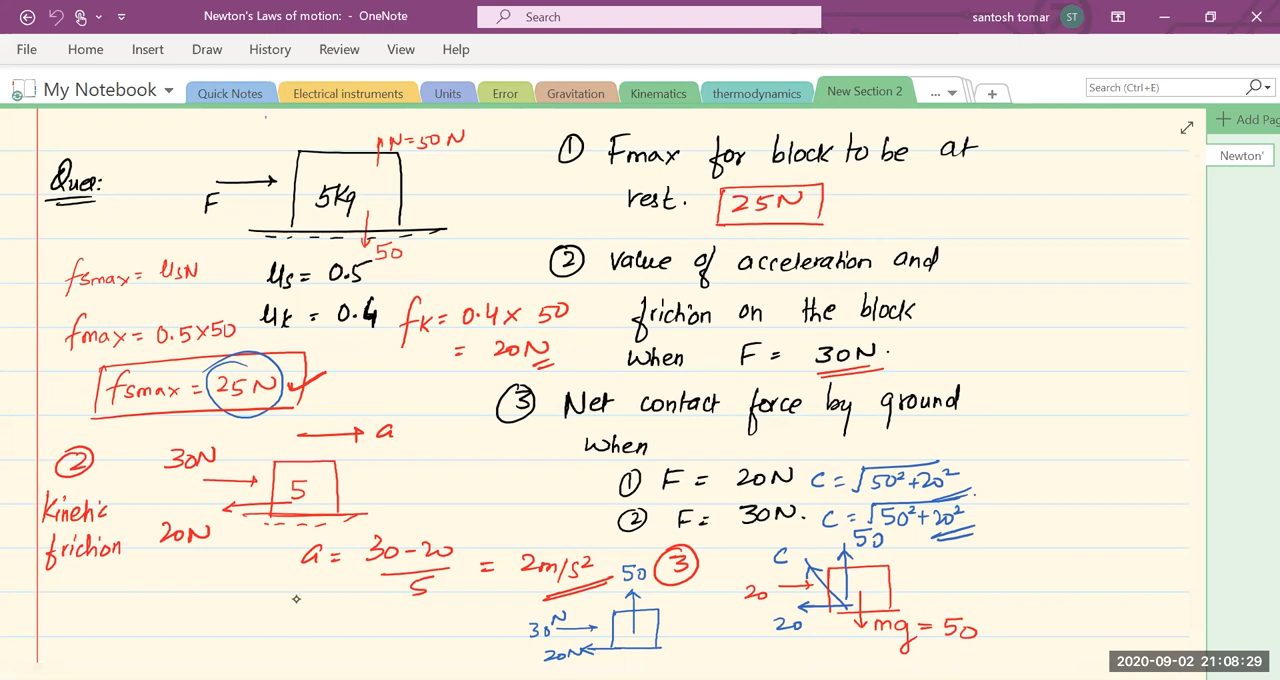 Newton's Laws of motion: - OneNote
Search
santosh tomar
ST
File Home Insert Draw History Review View Help
My Notebook
Quick Notes
Electrical instruments
Units
Error
Gravitation
Kinematics
thermodynamics
New Section 2
...
+
Search (Ctrl+E)
+ Add Pag
Newton'
Ques:
F
5Kg
N=50N
50
μs = 0.5
μk = 0.4
fsmax = μsN
fmax = 0.5×50
fsmax = 25N
fk = 0.4 × 50
= 20N
① Fmax for block to be at
rest. 25N
② Value of acceleration and
friction on the block
when F = 30N.
③ Net contact force by ground
when
① F = 20N C = √50²+20²
② F = 30N. C = √50²+20²
②
Kinetic
friction
30N
20N
5
a
a = 30-20/5 = 2m/s²
③
50
30N
20N
C
50
20
20
mg = 50
2020-09-02 21:08:29